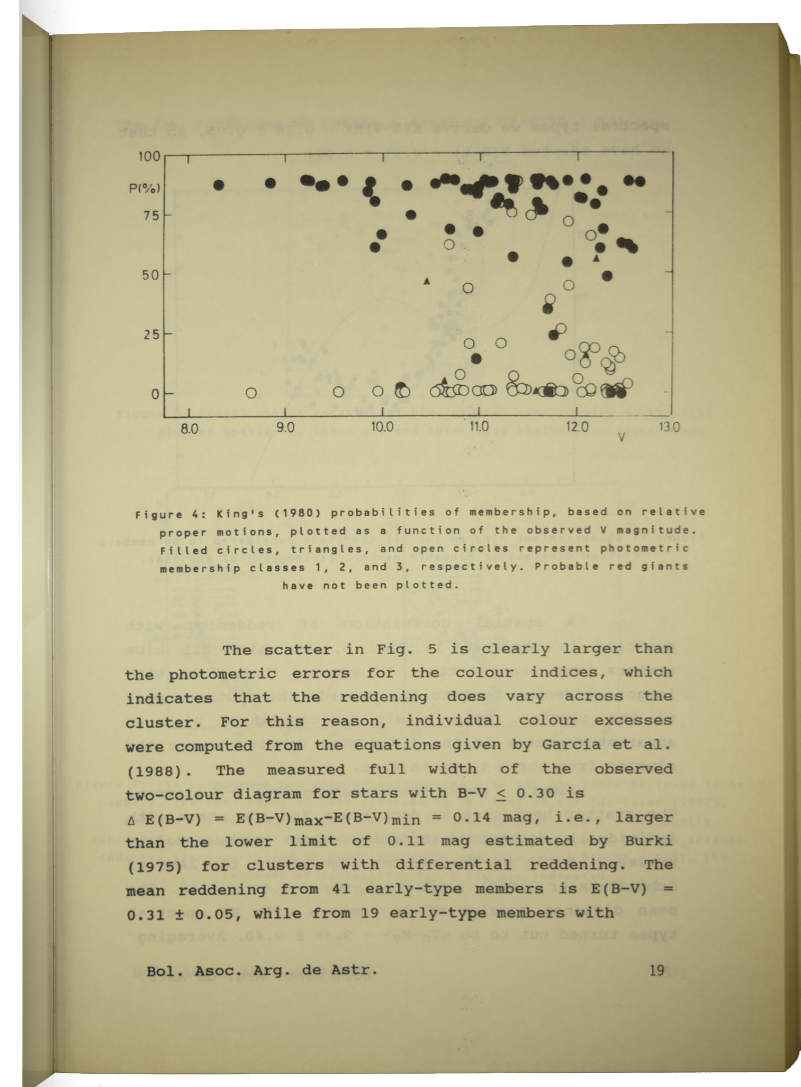 100
P(%)
75
50
25
0
8.0 9.0 10.0 11.0 12.0 13.0
V
Figure 4: King's (1980) probabilities of membership, based on relative
proper motions, plotted as a function of the observed V magnitude.
Filled circles, triangles, and open circles represent photometric
membership classes 1, 2, and 3, respectively. Probable red giants
have not been plotted.
The scatter in Fig. 5 is clearly larger than
the photometric errors for the colour indices, which
indicates that the reddening does vary across the
cluster. For this reason, individual colour excesses
were computed from the equations given by García et al.
(1988). The measured full width of the observed
two-colour diagram for stars with B-V ≤ 0.30 is
Δ E(B-V) = E(B-V)max-E(B-V)min = 0.14 mag, i.e., larger
than the lower limit of 0.11 mag estimated by Burki
(1975) for clusters with differential reddening. The
mean reddening from 41 early-type members is E(B-V) =
0.31 ± 0.05, while from 19 early-type members with
Bol. Asoc. Arg. de Astr. 19